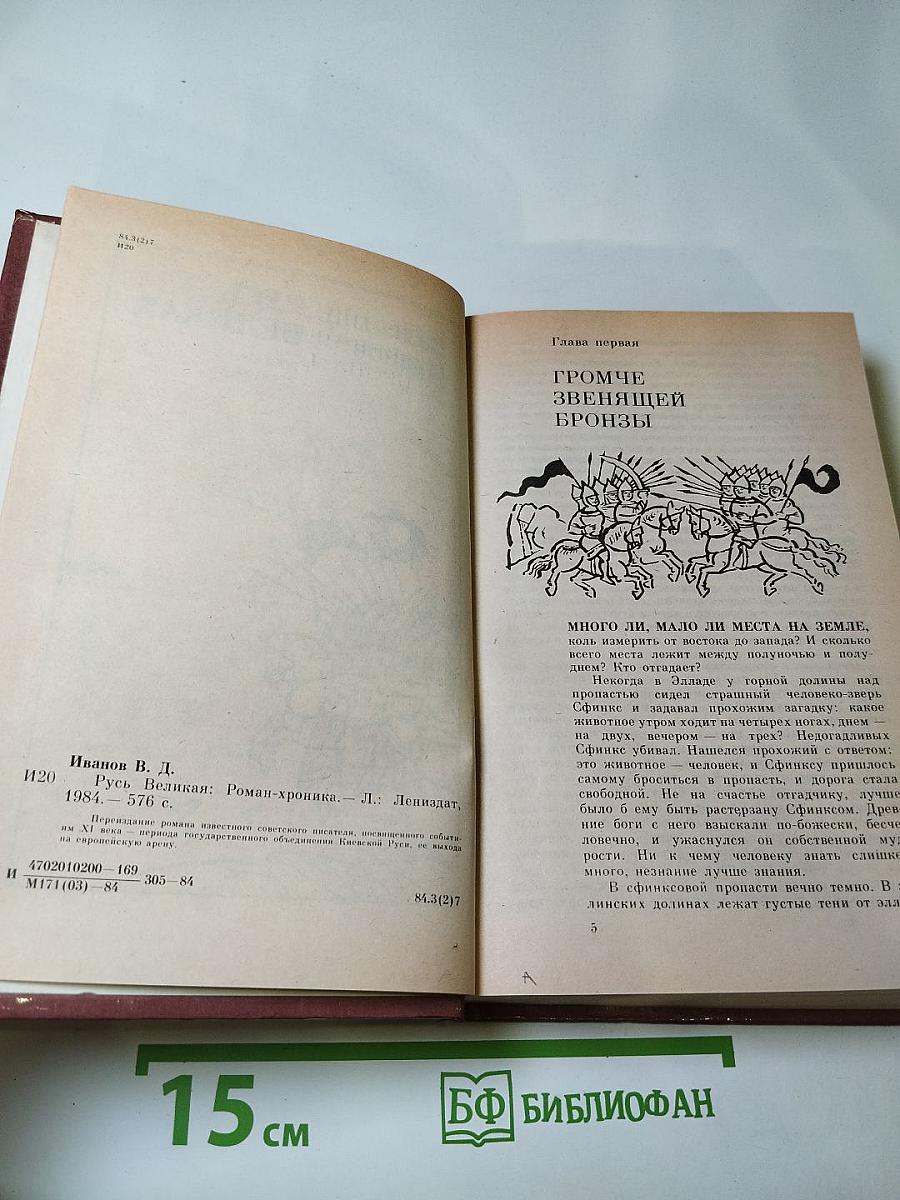 84.3(2)7
И20
Иванов В. Д.
И20
Русь Великая: Роман-хроника.— Л.: Лениздат,
1984.— 576 с.
Переиздание романа известного советского писателя, посвященного событи-
ям XI века — периода государственного объединения Киевской Руси, ее выхода
на европейскую арену.
И 4702010200—169
М171(03)—84
305—84
84.3(2)7
Глава первая
ГРОМЧЕ
ЗВЕНЯЩЕЙ
БРОНЗЫ
МНОГО ЛИ, МАЛО ЛИ МЕСТА НА ЗЕМЛЕ,
коль измерить от востока до запада? И сколько
всего места лежит между полуночью и полу-
днем? Кто отгадает?
Некогда в Элладе у горной долины над
пропастью сидел страшный человеко-зверь
Сфинкс и задавал прохожим загадку: какое
животное утром ходит на четырех ногах, днем —
на двух, вечером — на трех? Недогадливых
Сфинкс убивал. Нашелся прохожий с ответом:
это животное — человек, и Сфинксу пришлось
самому броситься в пропасть, и дорога стала
свободной. Не на счастье отгадчику, лучше
было б ему быть растерзану Сфинксом. Древ
ние боги с него взыскали по-божески, бесче
ловечно, и ужаснулся он собственной муд
рости. Ни к чему человеку знать слишк
много, незнание лучше знания.
В сфинксовой пропасти вечно темно. В
линских долинах лежат густые тени от элл
5
15 см
БФ БИБЛИОФАН